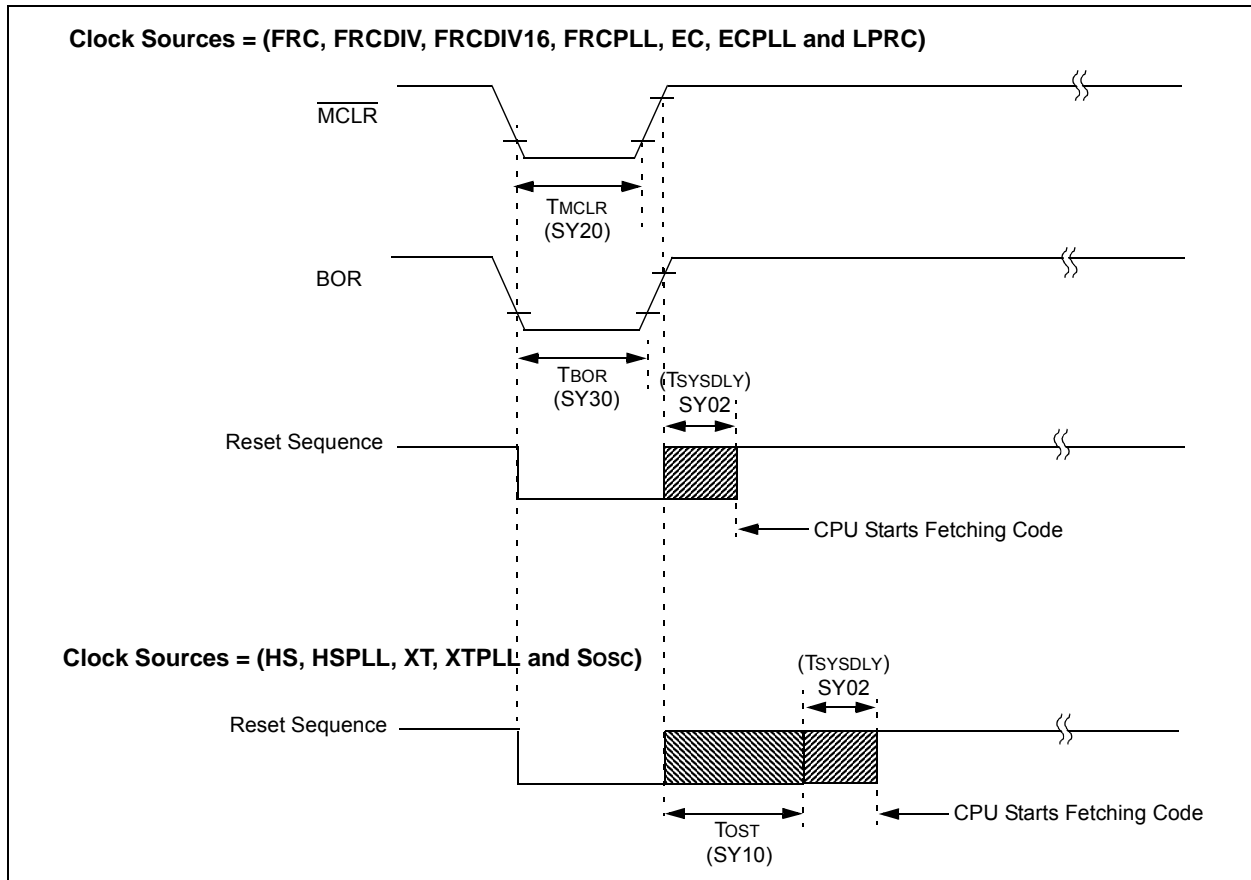 Clock Sources = (FRC, FRCDIV, FRCDIV16, FRCPLL, EC, ECPLL and LPRC)
MCLR
TMCLR
(SY20)
BOR
TBOR
(SY30)
(TSYSDLY)
SY02
Reset Sequence
CPU Starts Fetching Code
Clock Sources = (HS, HSPLL, XT, XTPLL and SOSC)
(TSYSDLY)
SY02
Reset Sequence
CPU Starts Fetching Code
TOST
(SY10)